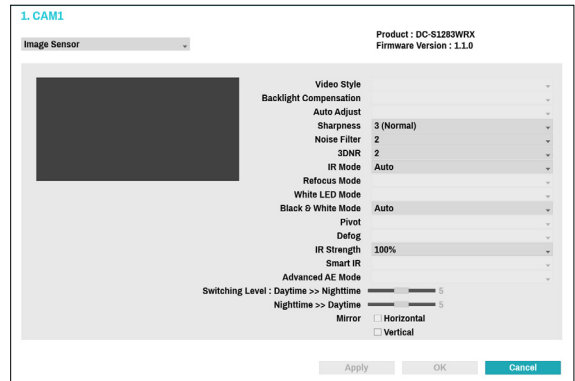 1. CAM1
Product : DC-S1283WRX
Image Sensor
Firmware Version : 1.1.0
Video Style
Backlight Compensation
Auto Adjust
Sharpness 3 (Normal)
Noise Filter 2
3DNR 2
IR Mode Auto
Refocus Mode
White LED Mode
Black & White Mode Auto
Pivot
Defog
IR Strength 100%
Smart IR
Advanced AE Mode
Switching Level : Daytime >> Nighttime 5
Nighttime >> Daytime 5
Mirror Horizontal
Vertical
Apply OK Cancel